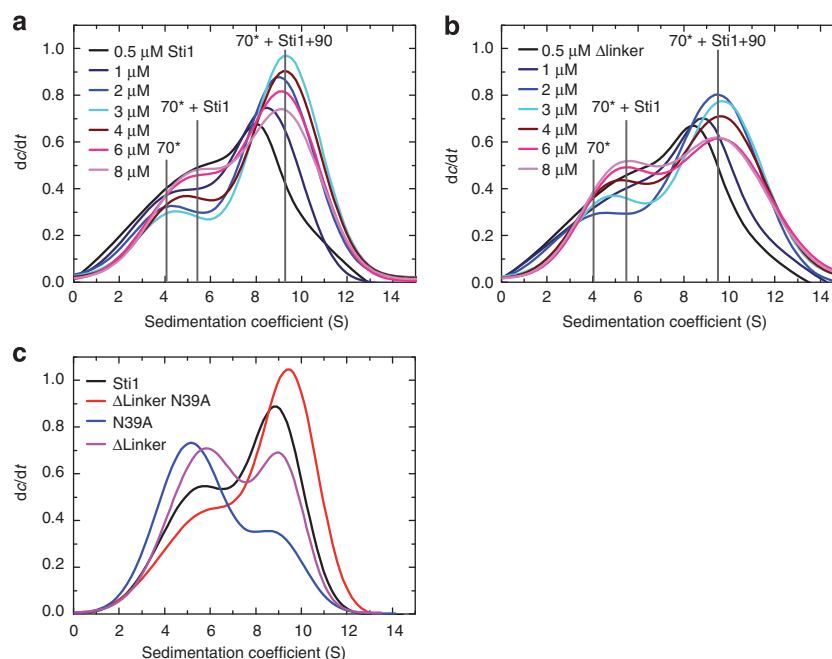 a
0.5 μM Sti1
1 μM
2 μM
3 μM
4 μM
6 μM
8 μM
70* + Sti1+90
70* + Sti1
70*
dc/dt
1.0
0.8
0.6
0.4
0.2
0.0
0 2 4 6 8 10 12 14
Sedimentation coefficient (S)
b
0.5 μM Δlinker
1 μM
2 μM
3 μM
4 μM
6 μM
8 μM
70* + Sti1+90
70* + Sti1
70*
dc/dt
1.0
0.8
0.6
0.4
0.2
0.0
0 2 4 6 8 10 12 14
Sedimentation coefficient (S)
c
Sti1
ΔLinker N39A
N39A
ΔLinker
dc/dt
1.0
0.8
0.6
0.4
0.2
0.0
0 2 4 6 8 10 12 14
Sedimentation coefficient (S)